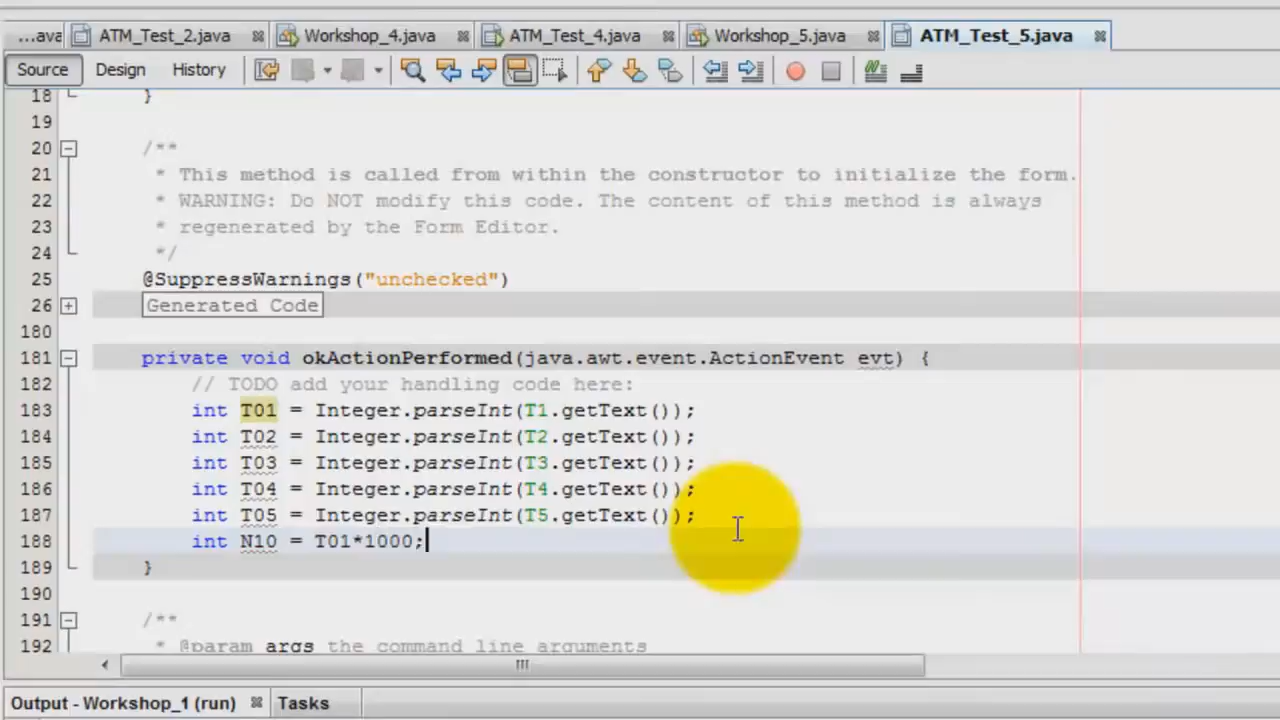 ...ava ATM_Test_2.java Workshop_4.java ATM_Test_4.java Workshop_5.java ATM_Test_5.java
Source Design History
18 }
19
20 /**
21 * This method is called from within the constructor to initialize the form.
22 * WARNING: Do NOT modify this code. The content of this method is always
23 * regenerated by the Form Editor.
24 */
25 @SuppressWarnings("unchecked")
26 Generated Code
180
181 private void okActionPerformed(java.awt.event.ActionEvent evt) {
182 // TODO add your handling code here:
183 int T01 = Integer.parseInt(T1.getText());
184 int T02 = Integer.parseInt(T2.getText());
185 int T03 = Integer.parseInt(T3.getText());
186 int T04 = Integer.parseInt(T4.getText());
187 int T05 = Integer.parseInt(T5.getText());
188 int N10 = T01*1000;
189 }
190
191 /**
192 * @param args the command line arguments
Output - Workshop_1 (run) Tasks